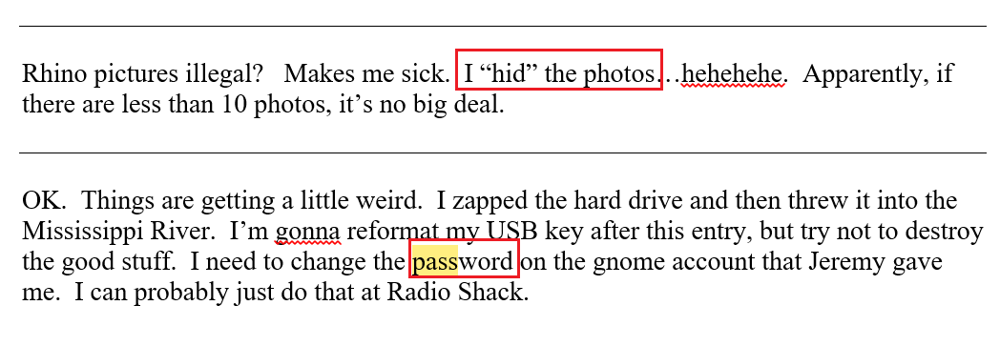 Rhino pictures illegal?   Makes me sick.  I “hid” the photos…hehehehe.  Apparently, if
there are less than 10 photos, it’s no big deal.
OK.  Things are getting a little weird.  I zapped the hard drive and then threw it into the
Mississippi River.  I’m gonna reformat my USB key after this entry, but try not to destroy
the good stuff.  I need to change the password on the gnome account that Jeremy gave
me.  I can probably just do that at Radio Shack.